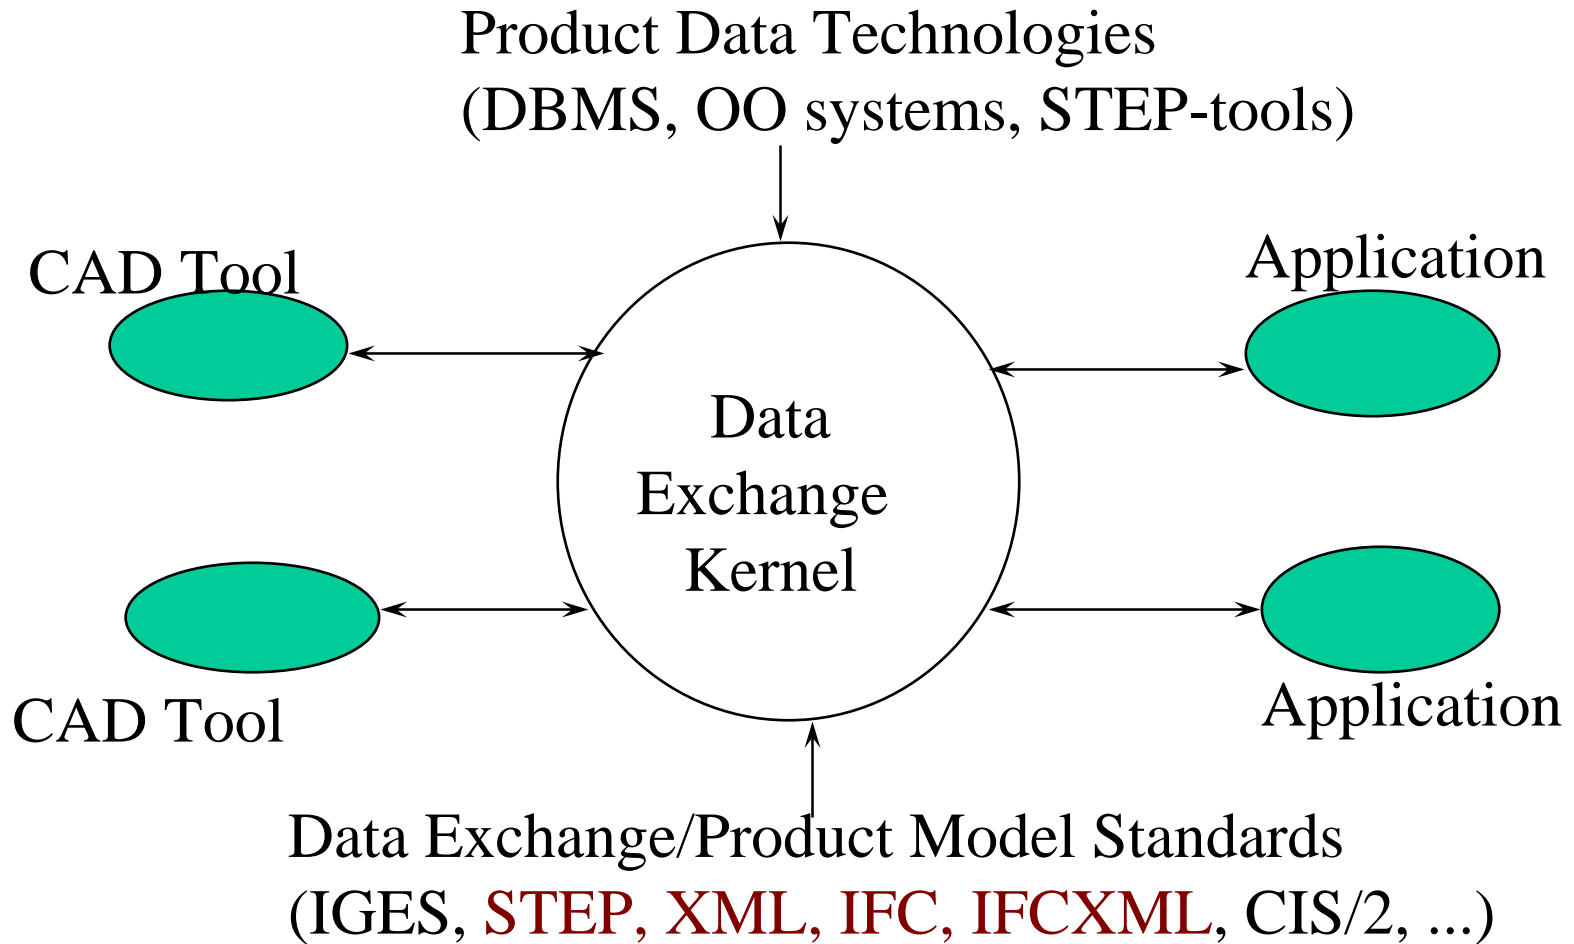 Product Data Technologies
(DBMS, OO systems, STEP-tools)
CAD Tool
Application
Data
Exchange
Kernel
CAD Tool
Application
Data Exchange/Product Model Standards
(IGES, STEP, XML, IFC, IFCXML, CIS/2, ...)